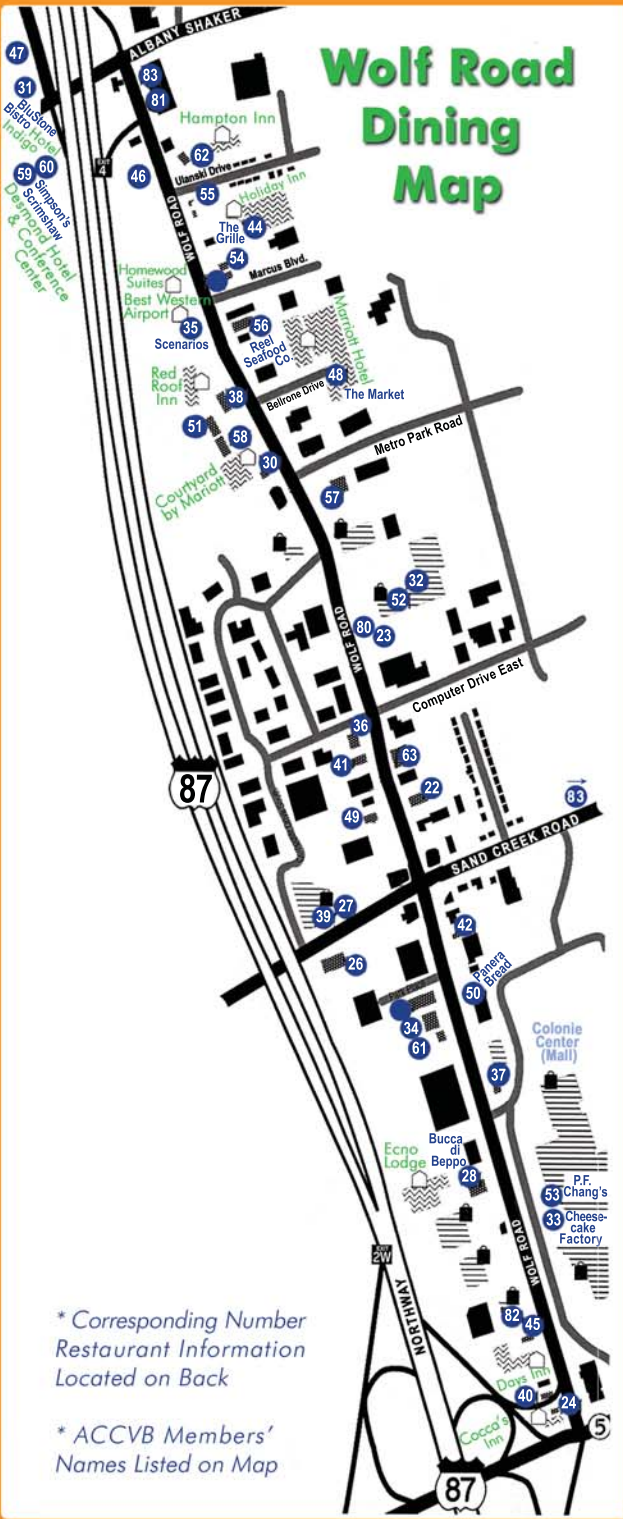 Wolf Road
Dining
Map
ALBANY SHAKER
47
31
BluStone
Bistro
Hotel
Indigo
59
60
Simpson's
Scrimshaw
Desmond Hotel
& Conference
Center
EXIT
4
83
81
Hampton Inn
62
46
Ulanski Drive
55
WOLF ROAD
Holiday Inn
The
Grille
44
54
Marcus Blvd.
Homewood
Suites
Best Western
Airport
35
Scenarios
56
Reel
Seafood
Co.
Marriott Hotel
Red
Roof
Inn
38
Bellrone Drive
48
The Market
51
58
30
Metro Park Road
Courtyard
by Mariott
57
32
52
WOLF ROAD
80
23
Computer Drive East
36
41
63
22
49
87
83
SAND CREEK ROAD
39
27
42
26
Panera
Bread
50
Park Place
34
61
37
Colonie
Center
(Mall)
Ecno
Lodge
Bucca
di
Beppo
28
53
P.F.
Chang's
33
Cheese-
cake
Factory
EXIT
2W
WOLF ROAD
NORTHWAY
82
45
Days Inn
40
24
Cocca's
Inn
5
87
* Corresponding Number
Restaurant Information
Located on Back
* ACCVB Members'
Names Listed on Map